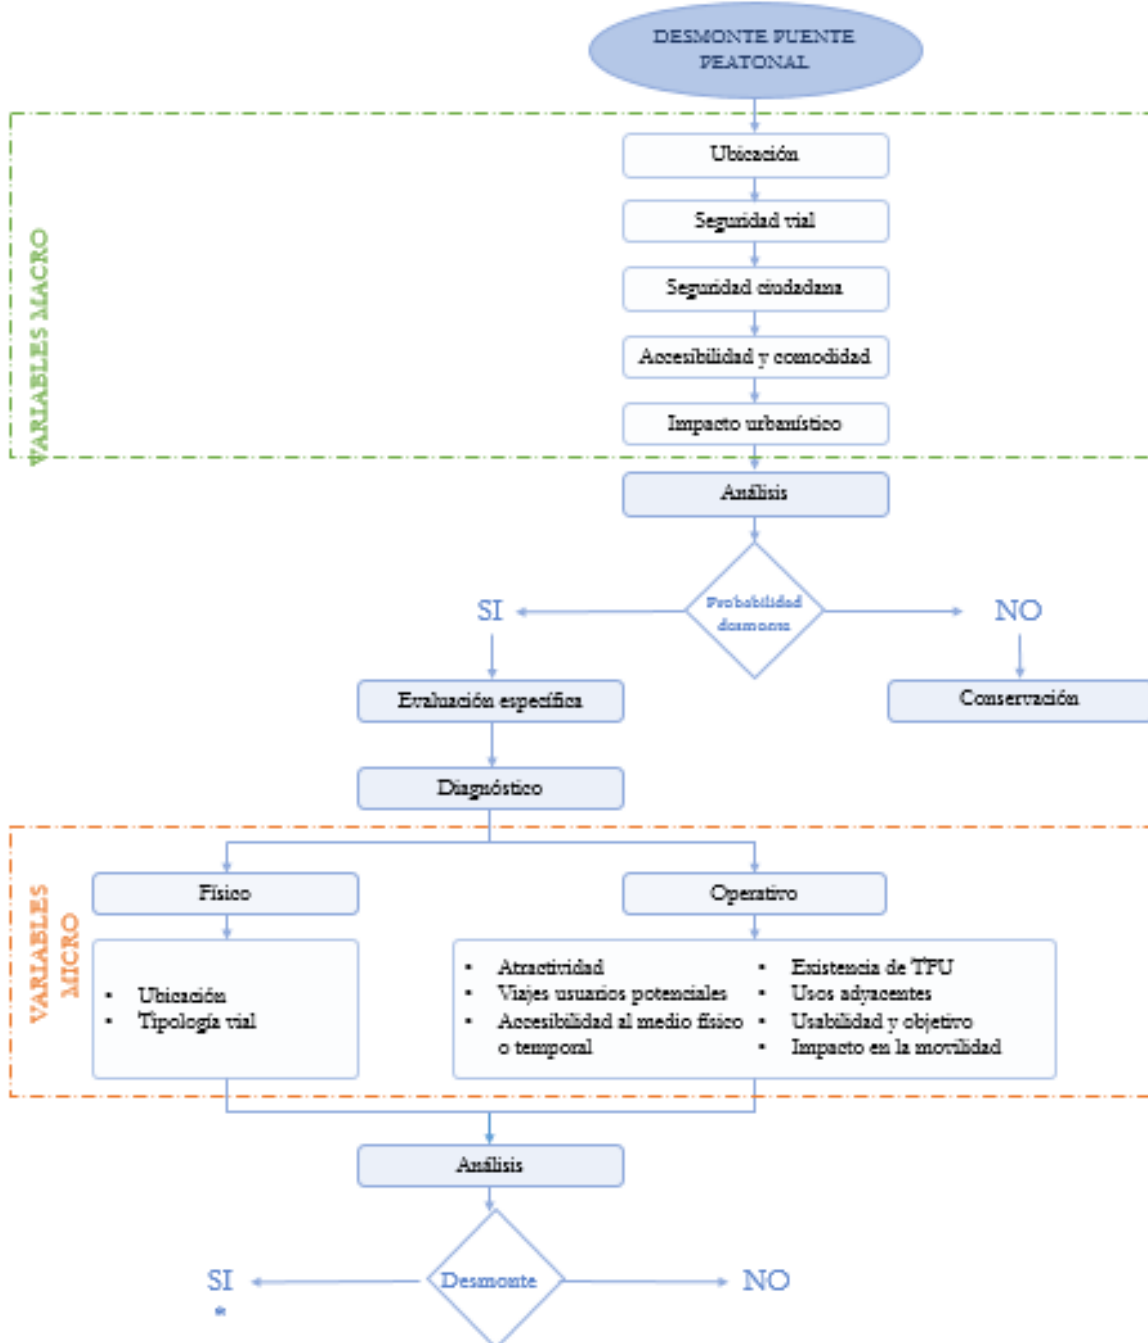 DESMONTE PUENTE
PEATONAL
VARIABLES MACRO
Ubicación
Seguridad vial
Seguridad ciudadana
Accesibilidad y comodidad
Impacto urbanístico
Análisis
Probabilidad
desmonte
SI
NO
Evaluación específica
Conservación
Diagnóstico
VARIABLES
MICRO
Físico
Operativo
▪ Ubicación
▪ Tipología vial
▪ Atractividad
▪ Viajes usuarios potenciales
▪ Accesibilidad al medio físico
o temporal
▪ Existencia de TPU
▪ Usos adyacentes
▪ Usabilidad y objetivo
▪ Impacto en la movilidad
Análisis
Desmonte
SI
*
NO